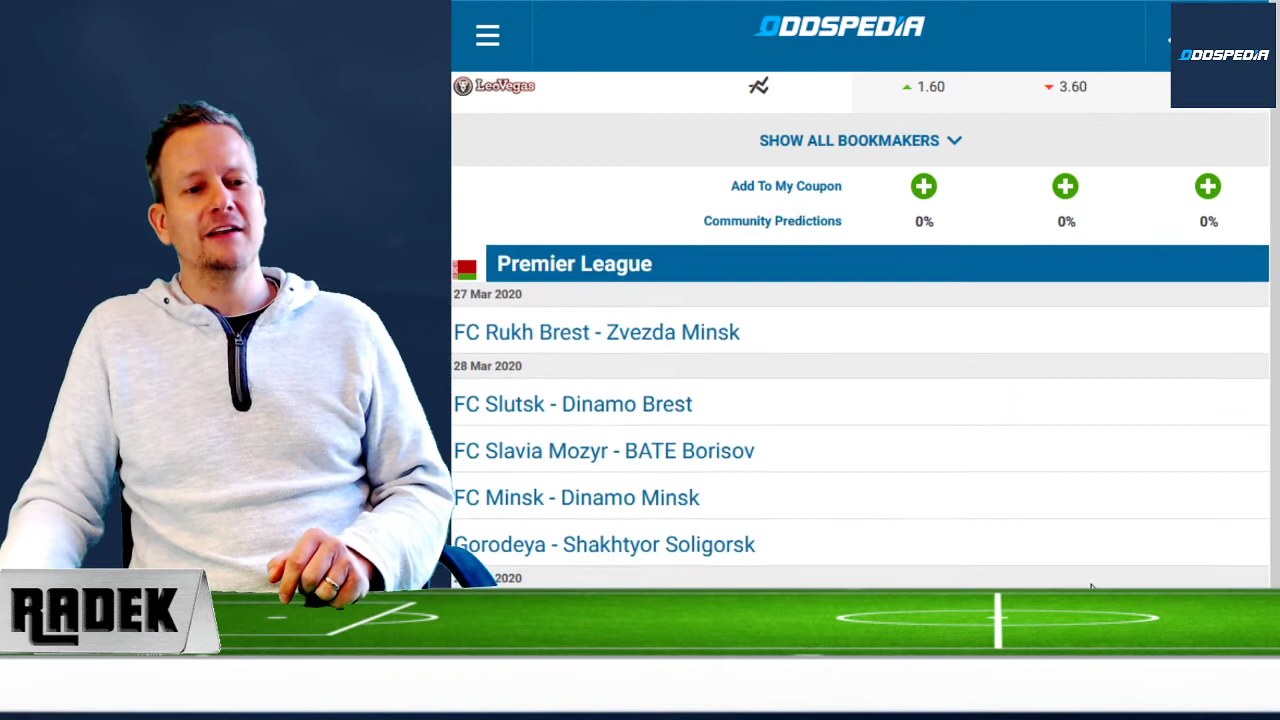 ODDSPEDIA
ODDSPEDIA
LeoVegas
1.60
3.60
SHOW ALL BOOKMAKERS
Add To My Coupon
Community Predictions
0%
0%
0%
Premier League
27 Mar 2020
FC Rukh Brest - Zvezda Minsk
28 Mar 2020
FC Slutsk - Dinamo Brest
FC Slavia Mozyr - BATE Borisov
FC Minsk - Dinamo Minsk
Gorodeya - Shakhtyor Soligorsk
2020
RADEK